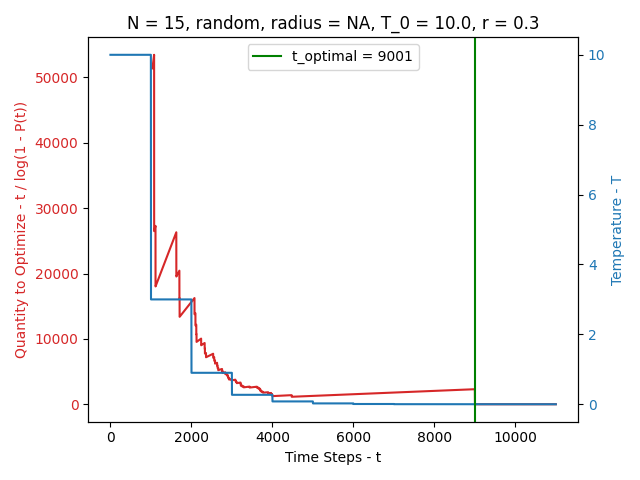 N = 15, random, radius = NA, T_0 = 10.0, r = 0.3
t_optimal = 9001
Quantity to Optimize - t / log(1 - P(t))
50000
40000
30000
20000
10000
0
10
8
6
4
2
0
Temperature - T
0 2000 4000 6000 8000 10000
Time Steps - t